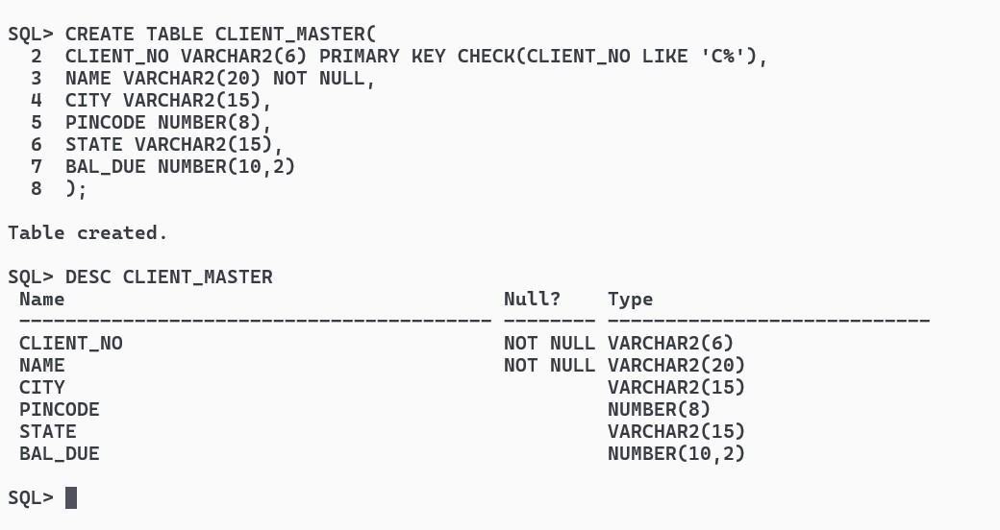 SQL> CREATE TABLE CLIENT_MASTER(
  2  CLIENT_NO VARCHAR2(6) PRIMARY KEY CHECK(CLIENT_NO LIKE 'C%'),
  3  NAME VARCHAR2(20) NOT NULL,
  4  CITY VARCHAR2(15),
  5  PINCODE NUMBER(8),
  6  STATE VARCHAR2(15),
  7  BAL_DUE NUMBER(10,2)
  8  );
Table created.
SQL> DESC CLIENT_MASTER
 Name                                      Null?    Type
 ----------------------------------------- -------- ----------------------------
 CLIENT_NO                                 NOT NULL VARCHAR2(6)
 NAME                                      NOT NULL VARCHAR2(20)
 CITY                                               VARCHAR2(15)
 PINCODE                                            NUMBER(8)
 STATE                                              VARCHAR2(15)
 BAL_DUE                                            NUMBER(10,2)
SQL>